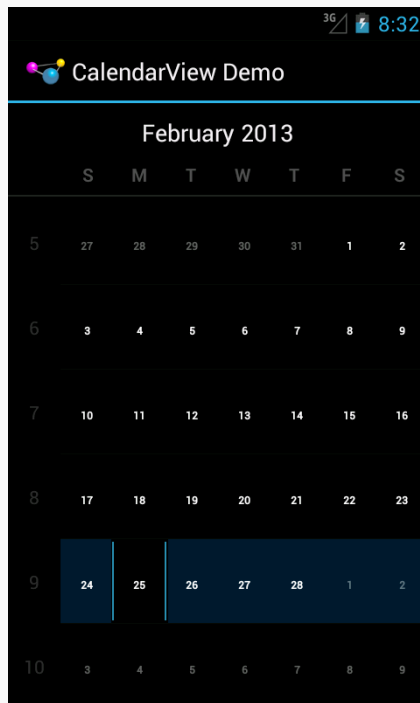 3G 8:32
CalendarView Demo
February 2013
S M T W T F S
5 27 28 29 30 31 1 2
6 3 4 5 6 7 8 9
7 10 11 12 13 14 15 16
8 17 18 19 20 21 22 23
9 24 25 26 27 28 1 2
10 3 4 5 6 7 8 9